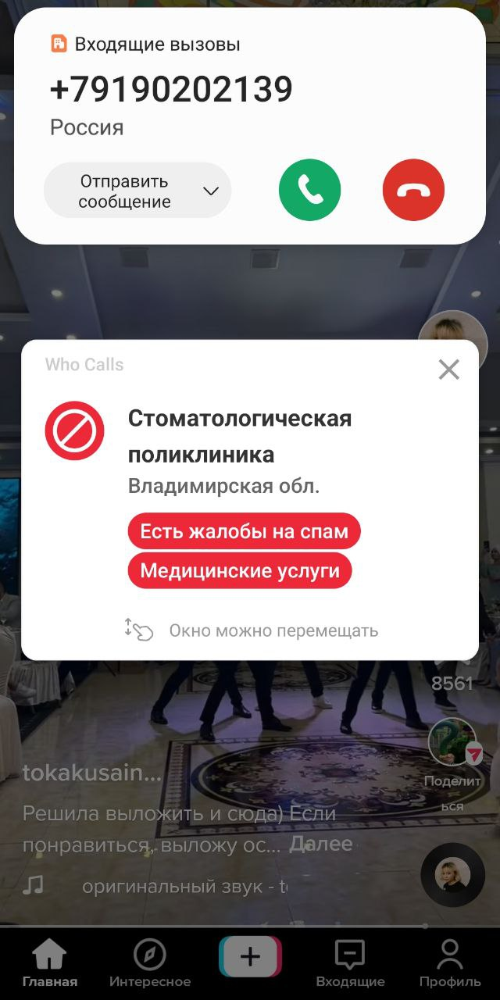 Входящие вызовы
+79190202139
Россия
Отправить
сообщение
Who Calls
Стоматологическая
поликлиника
Владимирская обл.
Есть жалобы на спам
Медицинские услуги
Окно можно перемещать
8561
Поделит
ься
tokakusain...
Решила выложить и сюда) Если
понравиться, выложу ос... Далее
оригинальный звук - t
Главная
Интересное
Входящие
Профиль